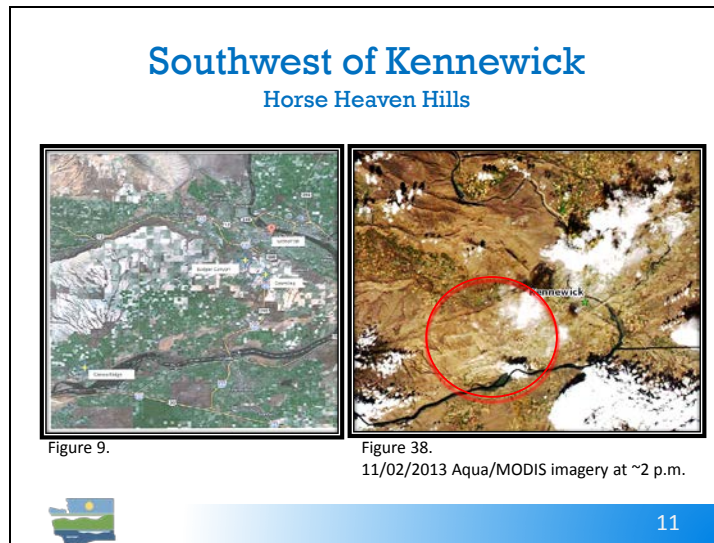 Southwest of Kennewick
Horse Heaven Hills
Kennewick
Figure 9.
Figure 38.
11/02/2013 Aqua/MODIS imagery at ~2 p.m.
11